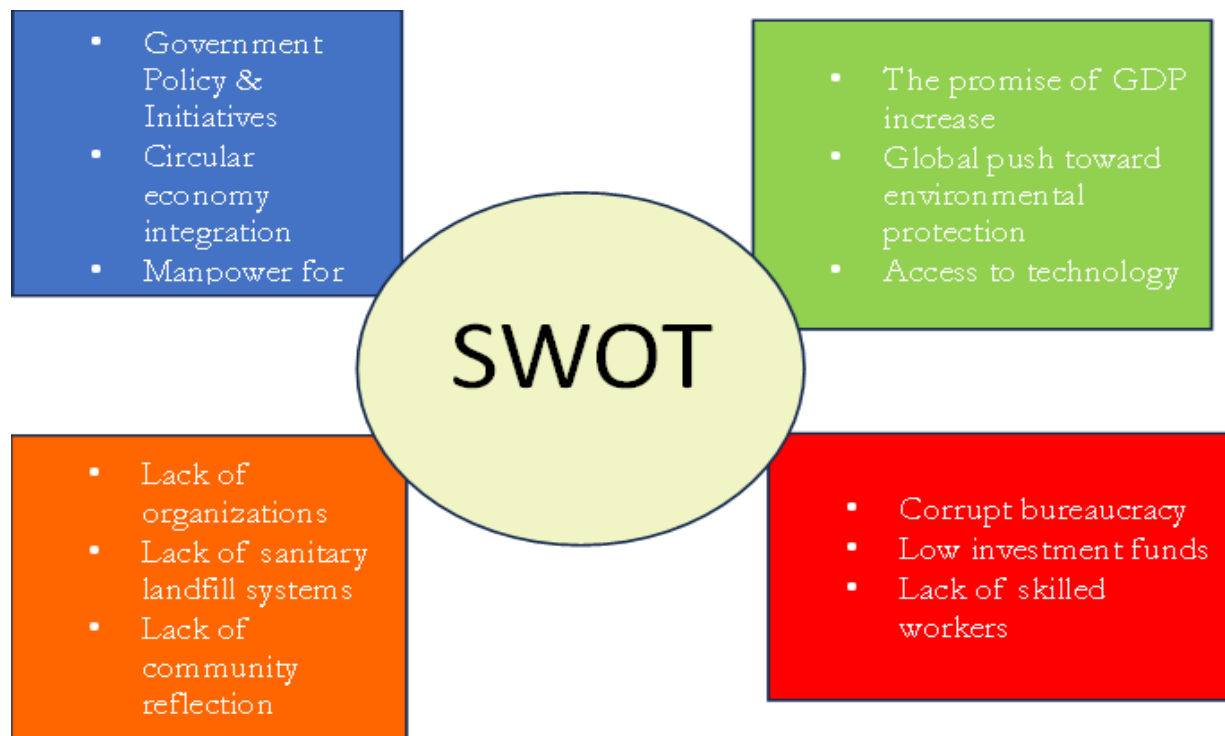 • Government
Policy &
Initiatives
• Circular
economy
integration
• Manpower for
• The promise of GDP
increase
• Global push toward
environmental
protection
• Access to technology
SWOT
• Lack of
organizations
• Lack of sanitary
landfill systems
• Lack of
community
reflection
• Corrupt bureaucracy
• Low investment funds
• Lack of skilled
workers